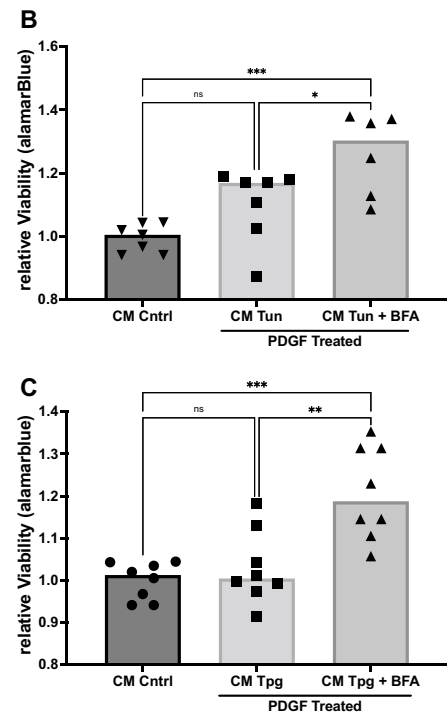 B
relative Viability (alamarBlue)
1.6
1.4
1.2
1.0
0.8
***
ns
*
CM Cntrl
CM Tun
CM Tun + BFA
PDGF Treated
C
relative Viability (alamarblue)
1.4
1.3
1.2
1.1
1.0
0.9
0.8
***
ns
**
CM Cntrl
CM Tpg
CM Tpg + BFA
PDGF Treated